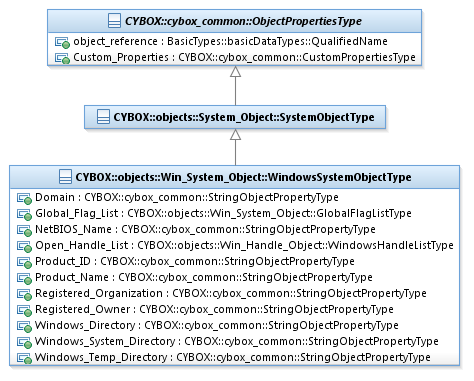 CYBOX::cybox_common::ObjectPropertiesType
object_reference : BasicTypes::basicDataTypes::QualifiedName
Custom_Properties : CYBOX::cybox_common::CustomPropertiesType
CYBOX::objects::System_Object::SystemObjectType
CYBOX::objects::Win_System_Object::WindowsSystemObjectType
Domain : CYBOX::cybox_common::StringObjectPropertyType
Global_Flag_List : CYBOX::objects::Win_System_Object::GlobalFlagListType
NetBIOS_Name : CYBOX::cybox_common::StringObjectPropertyType
Open_Handle_List : CYBOX::objects::Win_Handle_Object::WindowsHandleListType
Product_ID : CYBOX::cybox_common::StringObjectPropertyType
Product_Name : CYBOX::cybox_common::StringObjectPropertyType
Registered_Organization : CYBOX::cybox_common::StringObjectPropertyType
Registered_Owner : CYBOX::cybox_common::StringObjectPropertyType
Windows_Directory : CYBOX::cybox_common::StringObjectPropertyType
Windows_System_Directory : CYBOX::cybox_common::StringObjectPropertyType
Windows_Temp_Directory : CYBOX::cybox_common::StringObjectPropertyType